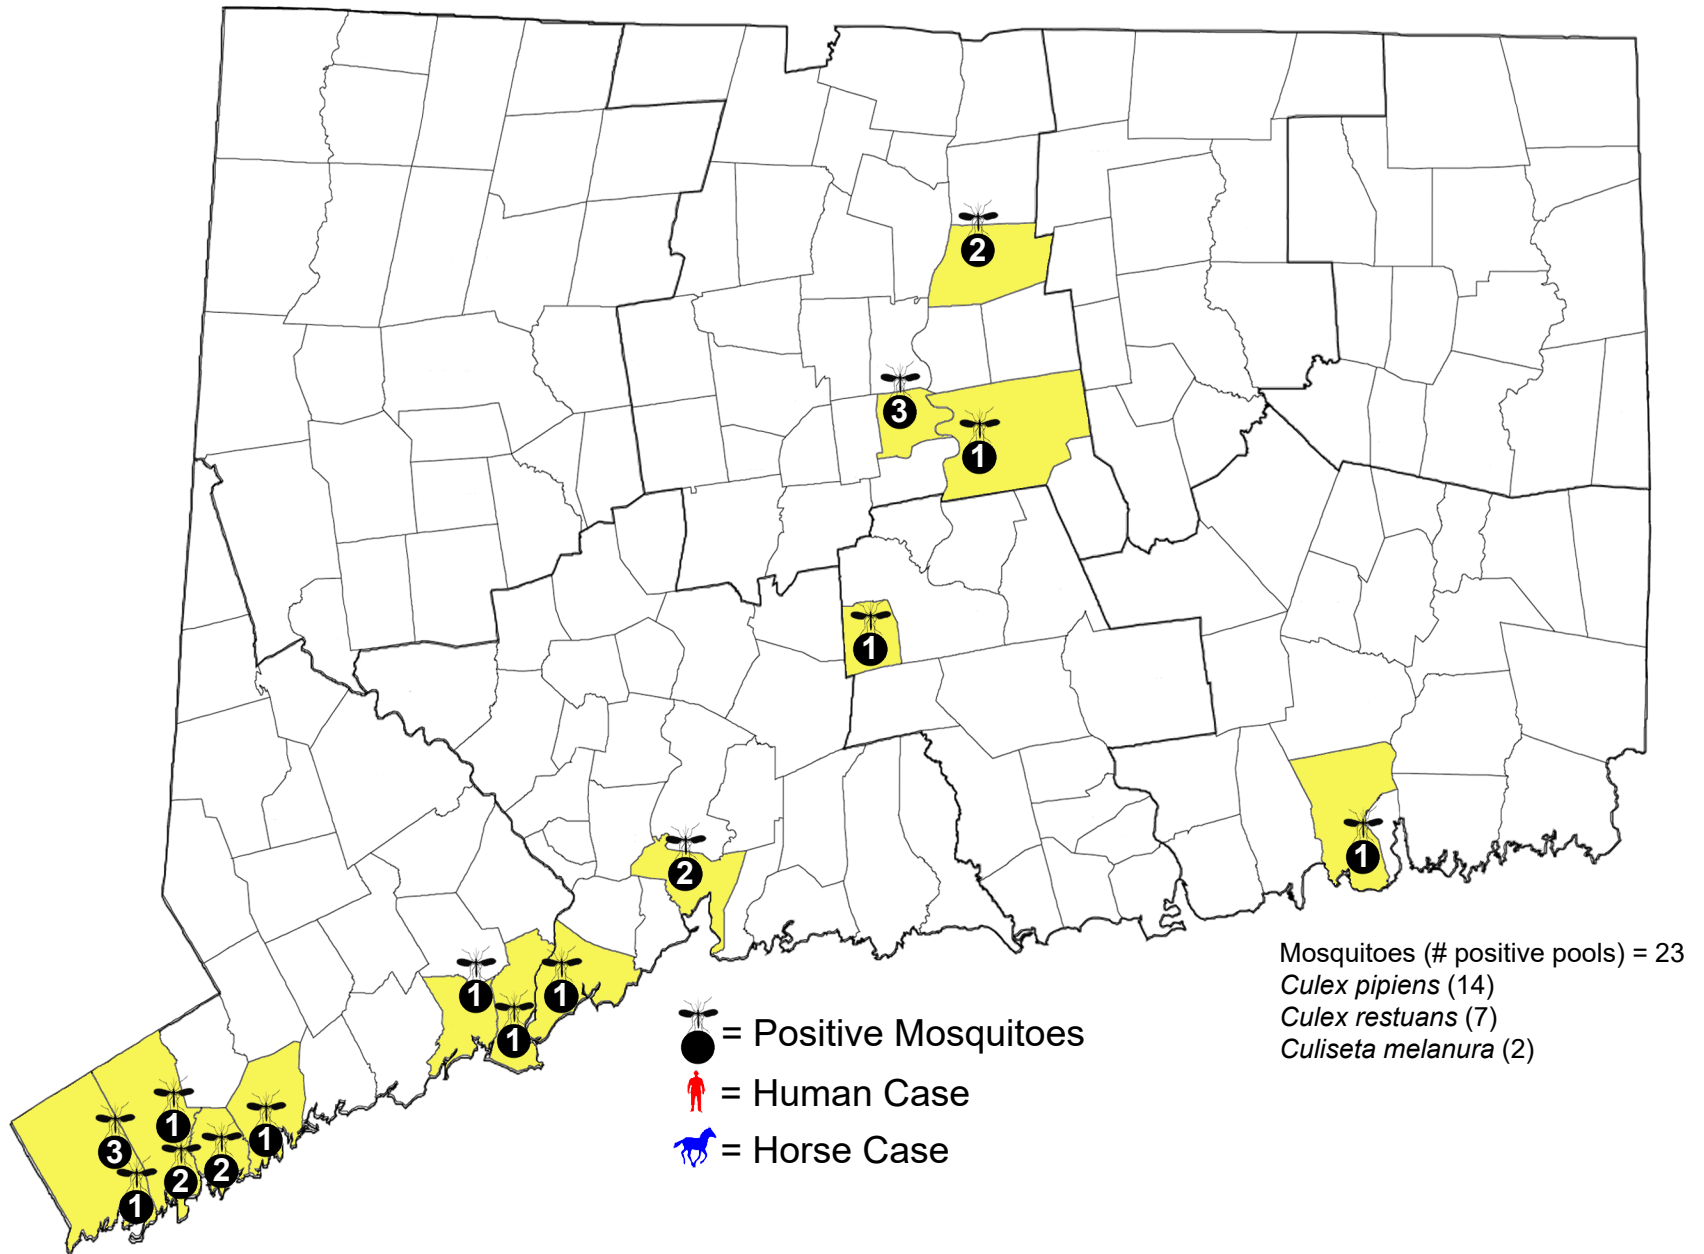 2
3
1
1
1
2
1
1
1
3
1
1
2
2
1
= Positive Mosquitoes
= Human Case
= Horse Case
Mosquitoes (# positive pools) = 23
Culex pipiens (14)
Culex restuans (7)
Culiseta melanura (2)